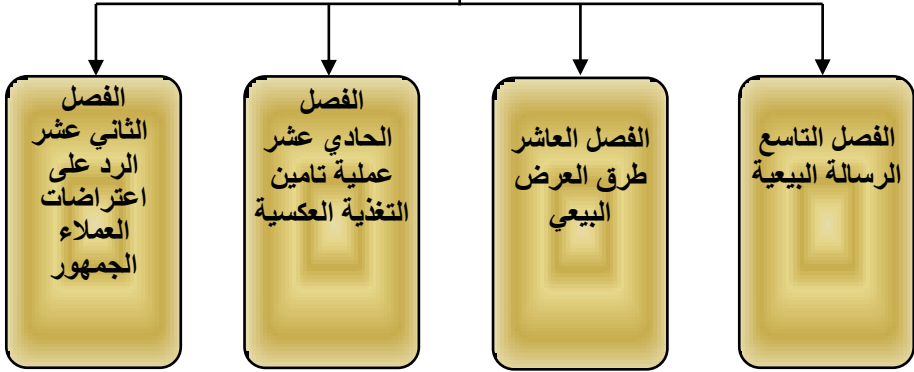 الفصل التاسع
الرسالة البيعية
الفصل العاشر
طرق العرض
البيعي
الفصل
الحادي عشر
عملية تامين
التغذية العكسية
الفصل
الثاني عشر
الرد على
اعتراضات
العملاء
الجمهور